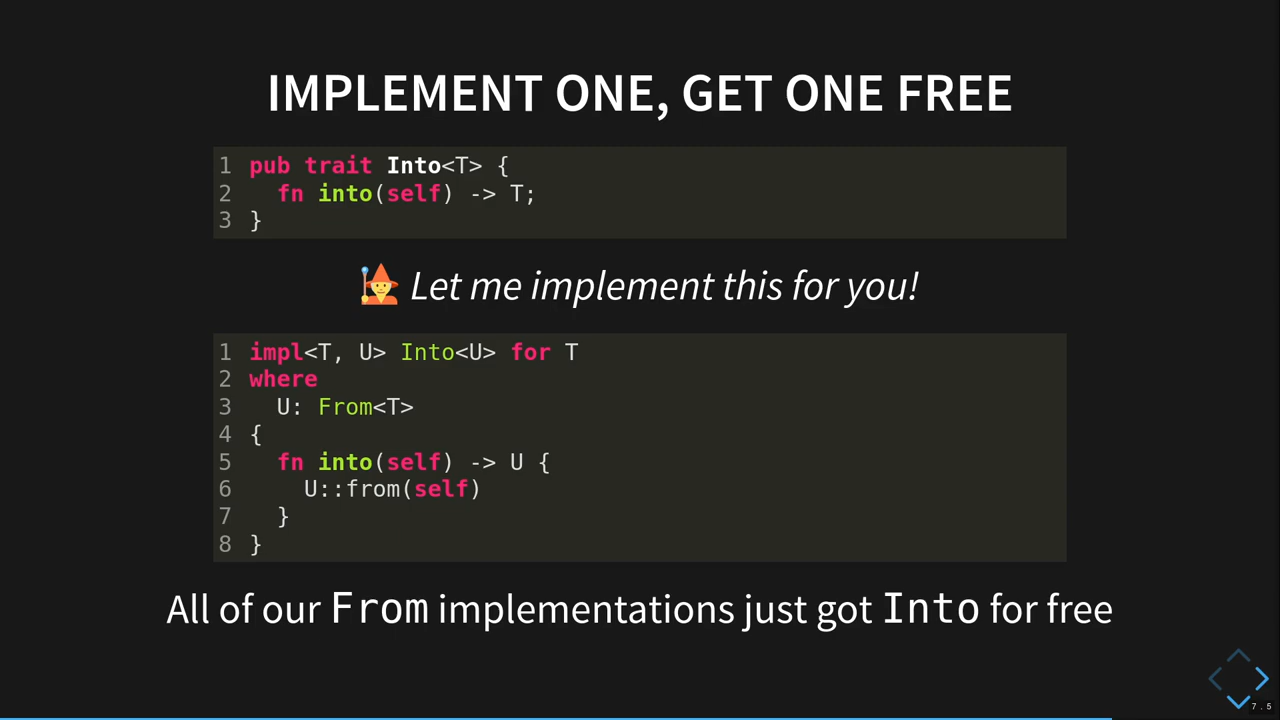 IMPLEMENT ONE, GET ONE FREE
1 pub trait Into<T> {
2   fn into(self) -> T;
3 }
Let me implement this for you!
1 impl<T, U> Into<U> for T
2 where
3   U: From<T>
4 {
5   fn into(self) -> U {
6     U::from(self)
7   }
8 }
All of our From implementations just got Into for free
7.5